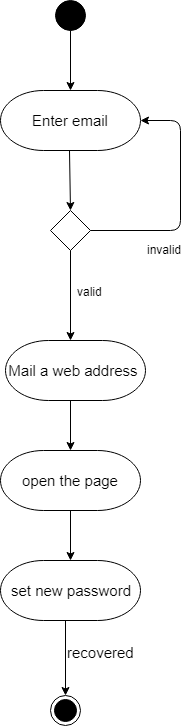 Enter email
invalid
valid
Mail a web address
open the page
set new password
recovered